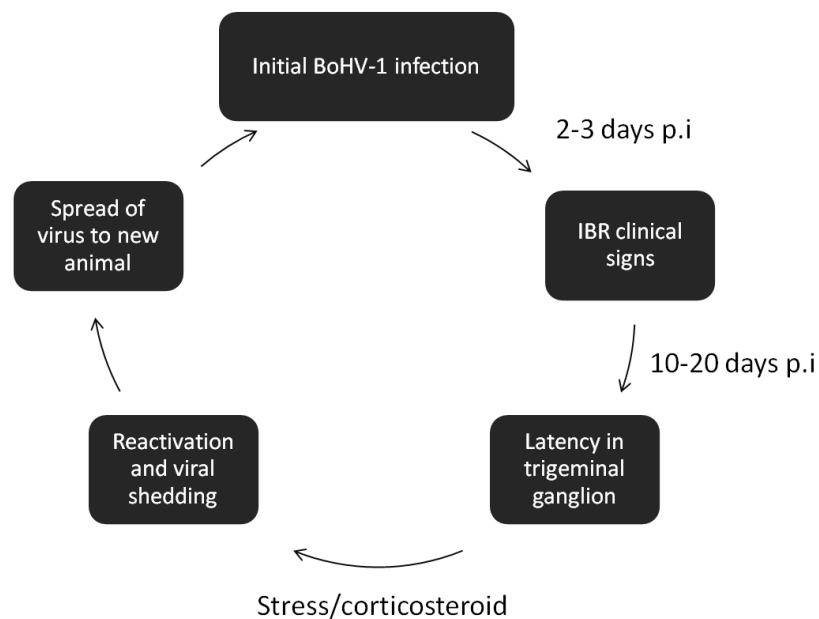 Initial BoHV-1 infection
2-3 days p.i
IBR clinical
signs
10-20 days p.i
Latency in
trigeminal
ganglion
Stress/corticosteroid
Reactivation
and viral
shedding
Spread of
virus to new
animal